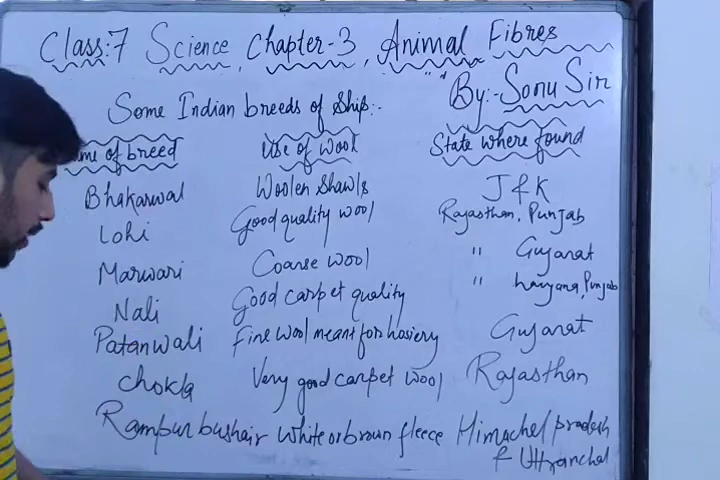 Class:7 Science, Chapter-3, Animal Fibres
By:- Sonu Sir
Some Indian breeds of Ship:-
me of breed Use of Wool State where found
Bhakarwal Woolen Shawls J & K
Lohi Good quality wool Rajasthan, Punjab
Marwari Coarse wool " Gujarat
Nali Good carpet quality " haryana, Punjab
Patanwali Fine wool meant for hosiery Gujarat
Chokla Very good carpet wool Rajasthan
Rampur bushair White or brown fleece Himachel pradesh
& Uttranchal